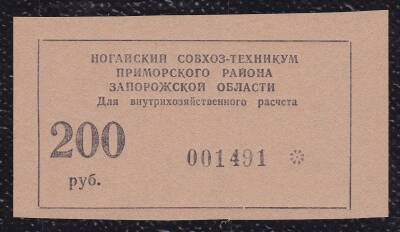 НОГАЙСКИЙ СОВХОЗ-ТЕХНИКУМ
ПРИМОРСКОГО РАЙОНА
ЗАПОРОЖСКОЙ ОБЛАСТИ
Для внутрихозяйственного расчета
200
руб.
001491